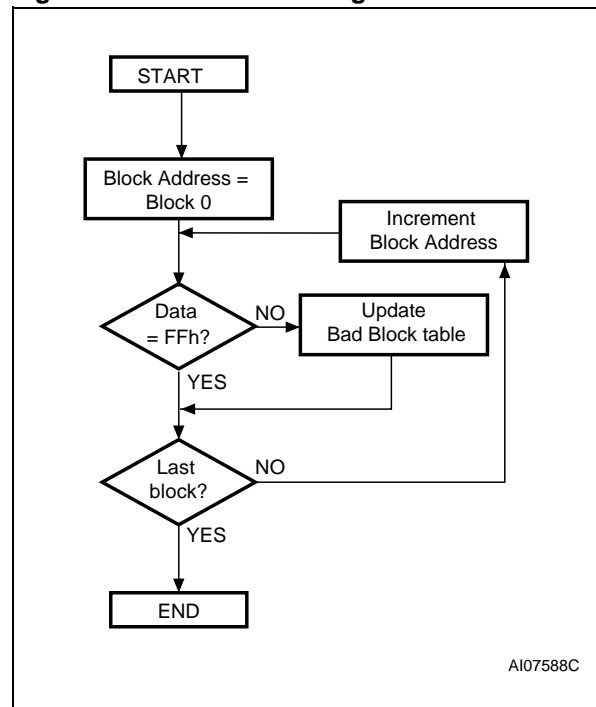 START
Block Address =
Block 0
Increment
Block Address
Data
= FFh?
NO
Update
Bad Block table
YES
Last
block?
NO
YES
END
AI07588C